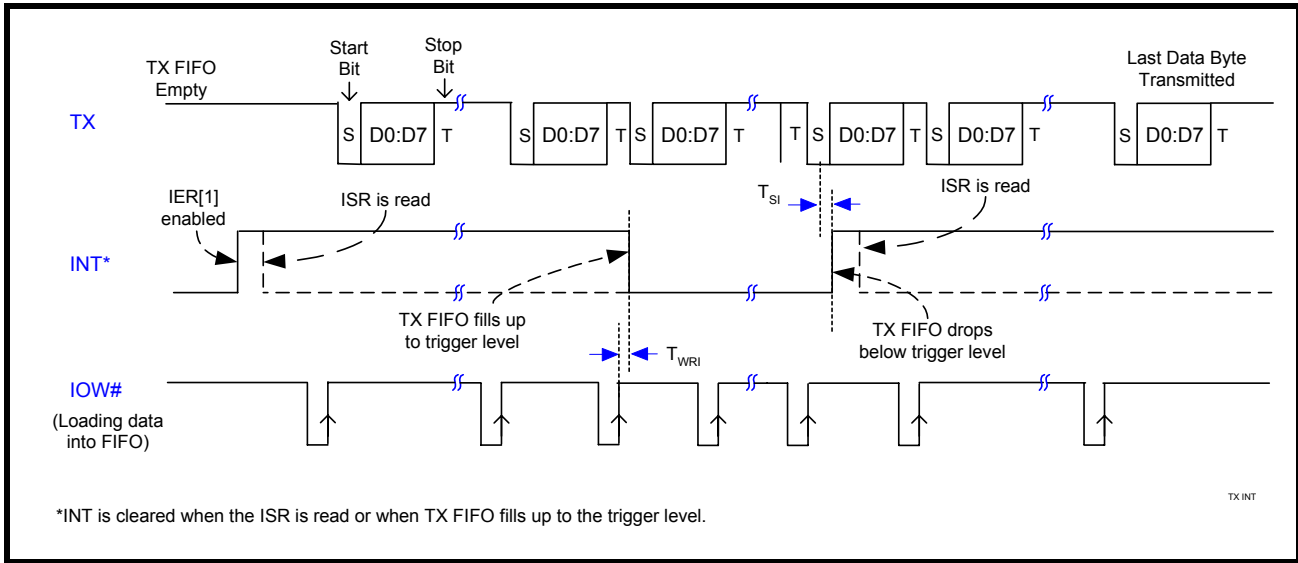 TX FIFO
Empty
Start
Bit
Stop
Bit
Last Data Byte
Transmitted
TX
S D0:D7 T S D0:D7 T S D0:D7 T T S D0:D7 T S D0:D7 T S D0:D7 T
IER[1]
enabled
ISR is read
TSI
ISR is read
INT*
TX FIFO fills up
to trigger level
TX FIFO drops
below trigger level
TWRI
IOW#
(Loading data
into FIFO)
TX INT
*INT is cleared when the ISR is read or when TX FIFO fills up to the trigger level.